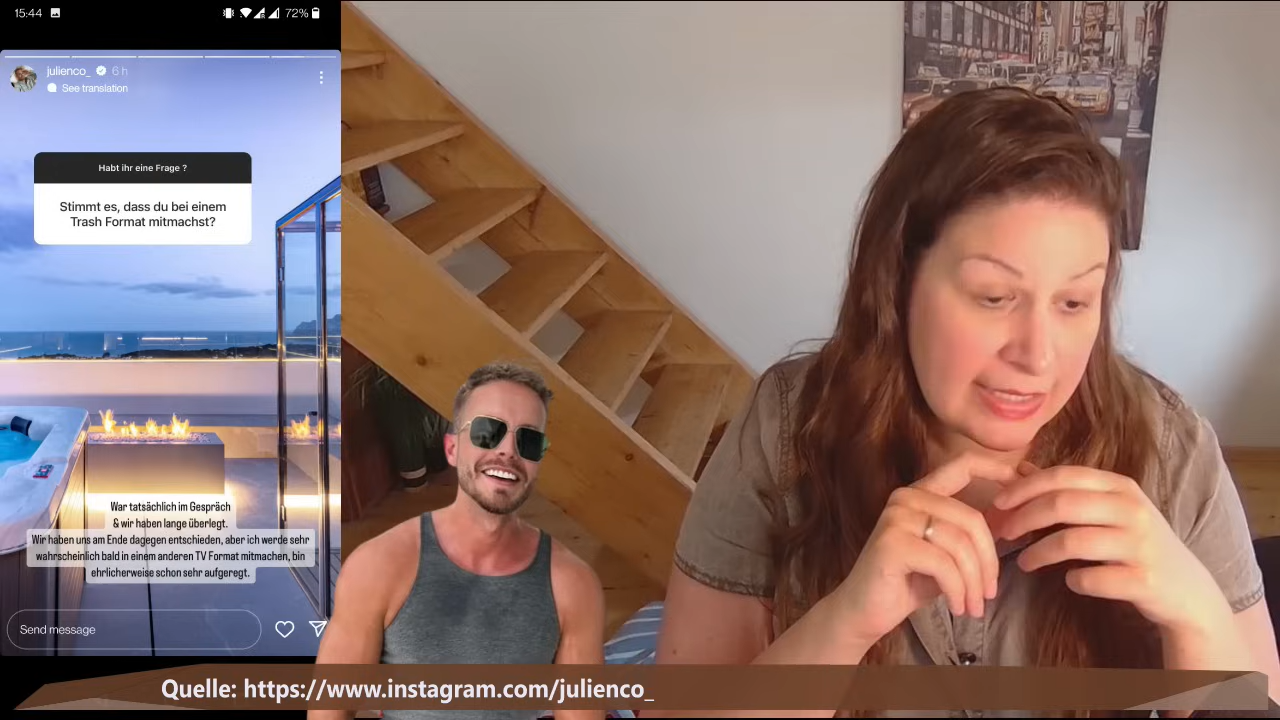 15:44
72%
julienco_
6 h
See translation
Habt ihr eine Frage ?
Stimmt es, dass du bei einem
Trash Format mitmachst?
War tatsächlich im Gespräch
& wir haben lange überlegt.
Wir haben uns am Ende dagegen entschieden, aber ich werde sehr
wahrscheinlich bald in einem anderen TV Format mitmachen, bin
ehrlicherweise schon sehr aufgeregt.
Send message
Quelle: https://www.instagram.com/julienco_